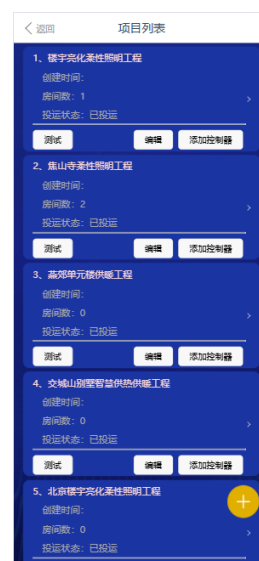 返回 项目列表
1、楼宇亮化柔性照明工程
创建时间:
房间数: 1
投运状态: 已投运
测试 编辑 添加控制器
2、焦山寺柔性照明工程
创建时间:
房间数: 2
投运状态: 已投运
测试 编辑 添加控制器
3、燕郊单元楼供暖工程
创建时间:
房间数: 0
投运状态: 已投运
测试 编辑 添加控制器
4、交城山别墅智慧供热供暖工程
创建时间:
房间数: 0
投运状态: 已投运
测试 编辑 添加控制器
5、北京楼宇亮化柔性照明工程
创建时间:
房间数: 0
投运状态: 已投运